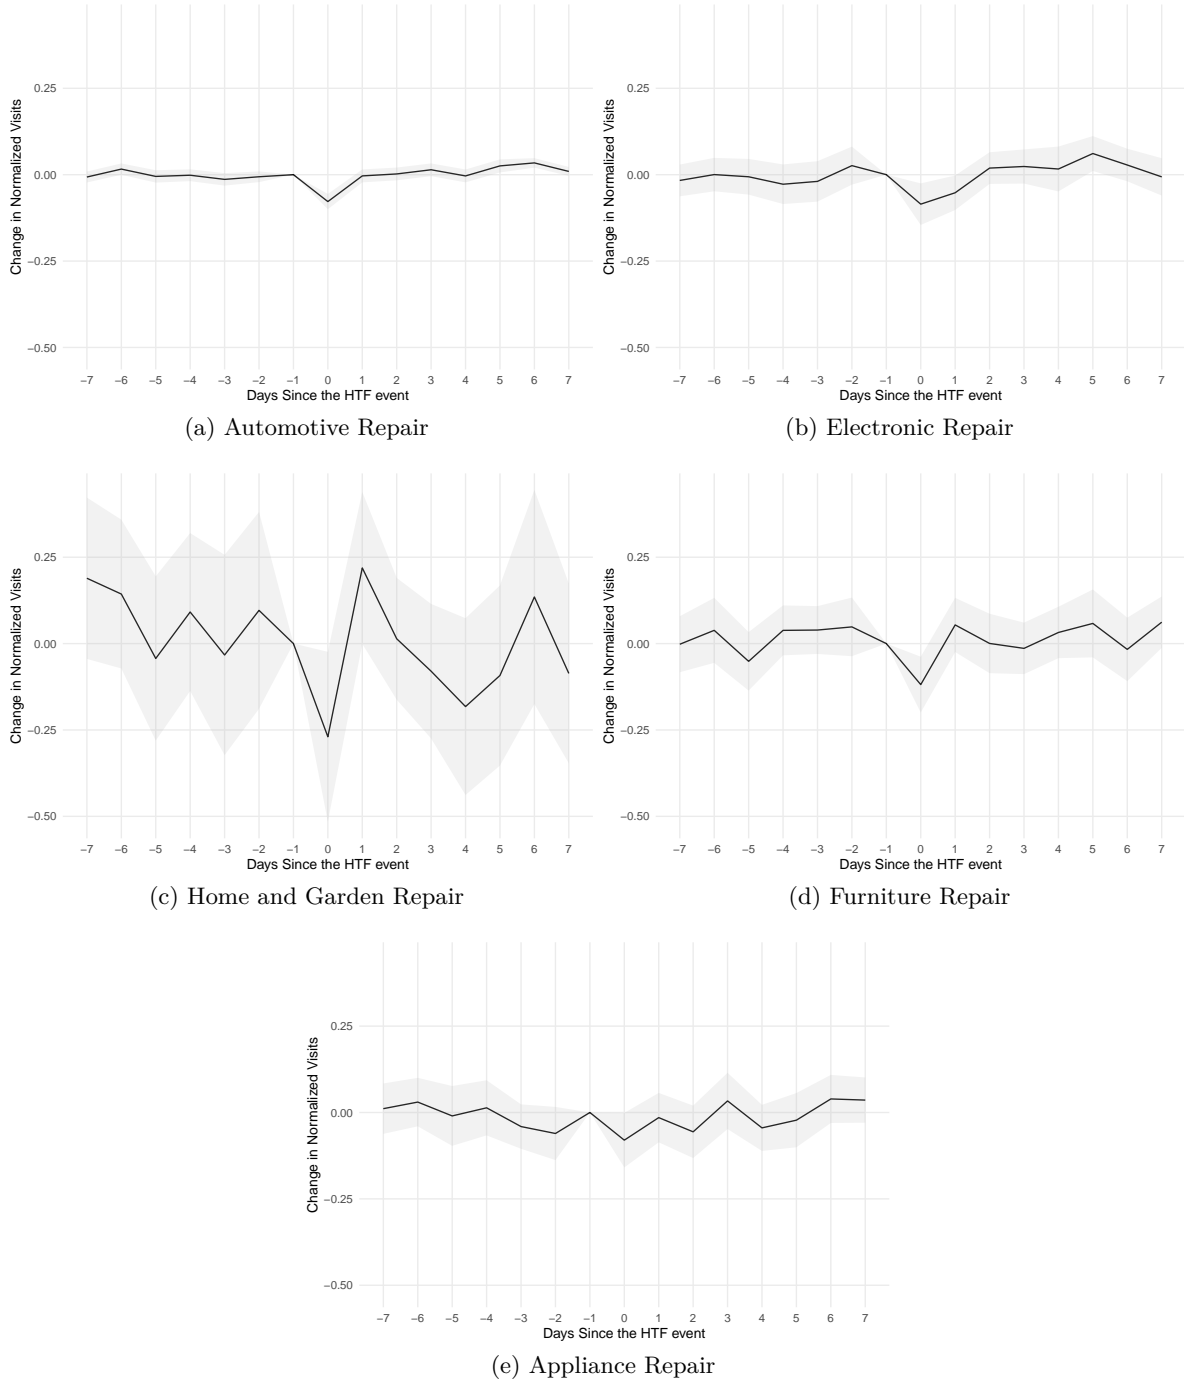 Change in Normalized Visits
0.25
0.00
−0.25
−0.50
−7 −6 −5 −4 −3 −2 −1 0 1 2 3 4 5 6 7
Days Since the HTF event
(a) Automotive Repair
Change in Normalized Visits
0.25
0.00
−0.25
−0.50
−7 −6 −5 −4 −3 −2 −1 0 1 2 3 4 5 6 7
Days Since the HTF event
(b) Electronic Repair
Change in Normalized Visits
0.25
0.00
−0.25
−0.50
−7 −6 −5 −4 −3 −2 −1 0 1 2 3 4 5 6 7
Days Since the HTF event
(c) Home and Garden Repair
Change in Normalized Visits
0.25
0.00
−0.25
−0.50
−7 −6 −5 −4 −3 −2 −1 0 1 2 3 4 5 6 7
Days Since the HTF event
(d) Furniture Repair
Change in Normalized Visits
0.25
0.00
−0.25
−0.50
−7 −6 −5 −4 −3 −2 −1 0 1 2 3 4 5 6 7
Days Since the HTF event
(e) Appliance Repair